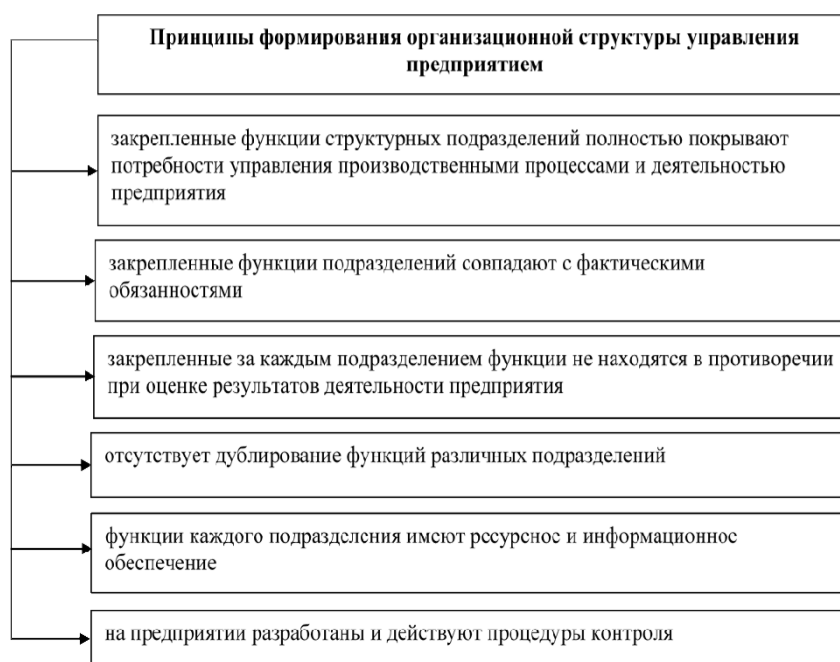 Принципы формирования организационной структуры управления
предприятием
закрепленные функции структурных подразделений полностью покрывают
потребности управления производственными процессами и деятельностью
предприятия
закрепленные функции подразделений совпадают с фактическими
обязанностями
закрепленные за каждым подразделением функции не находятся в противоречии
при оценке результатов деятельности предприятия
отсутствует дублирование функций различных подразделений
функции каждого подразделения имеют ресурсное и информационное
обеспечение
на предприятии разработаны и действуют процедуры контроля